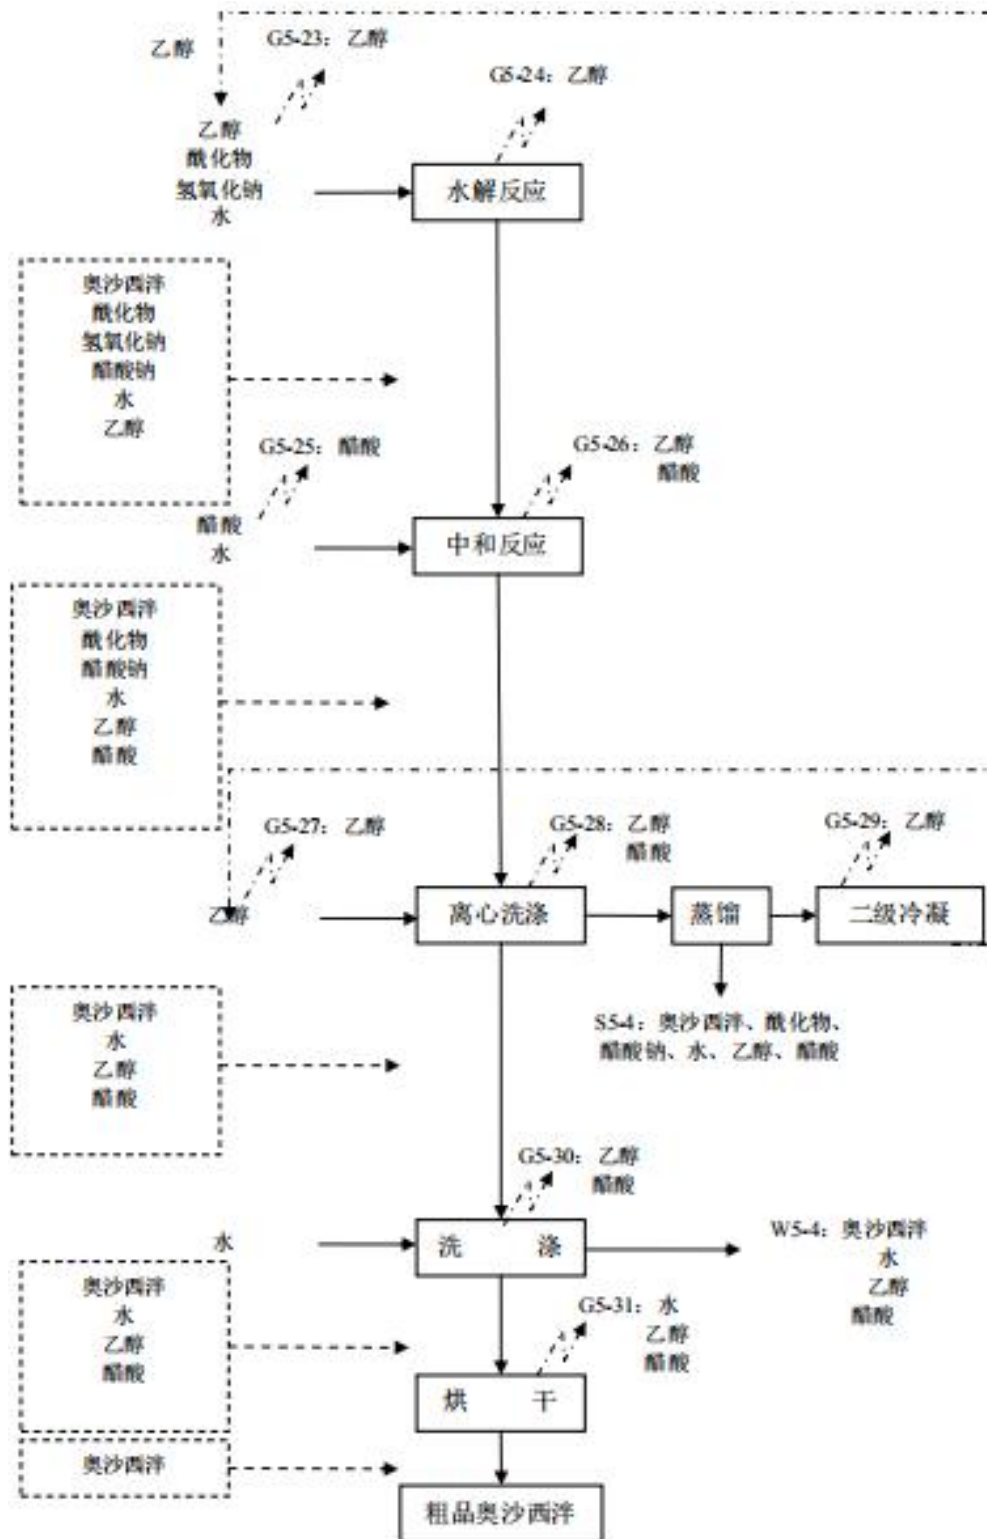 乙醇
G5-23：乙醇
G5-24：乙醇
乙醇
酰化物
氢氧化钠
水
水解反应
奥沙西泮
酰化物
氢氧化钠
醋酸钠
水
乙醇
G5-25：醋酸
G5-26：乙醇
醋酸
醋酸
水
中和反应
奥沙西泮
酰化物
醋酸钠
水
乙醇
醋酸
G5-27：乙醇
G5-28：乙醇
醋酸
G5-29：乙醇
乙醇
离心洗涤
蒸馏
二级冷凝
S5-4：奥沙西泮、酰化物、
醋酸钠、水、乙醇、醋酸
奥沙西泮
水
乙醇
醋酸
G5-30：乙醇
醋酸
水
洗 涤
W5-4：奥沙西泮
水
乙醇
醋酸
奥沙西泮
水
乙醇
醋酸
G5-31：水
乙醇
醋酸
烘 干
奥沙西泮
粗品奥沙西泮